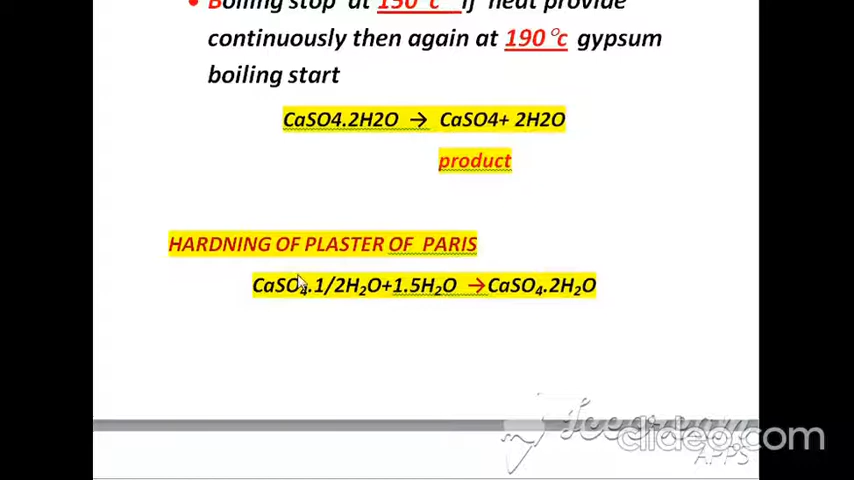 Boiling stop at 150°c if heat provide
continuously then again at 190°c gypsum
boiling start
CaSO4.2H2O → CaSO4+ 2H2O
product
HARDNING OF PLASTER OF PARIS
CaSO₄.1/2H₂O+1.5H₂O →CaSO₄.2H₂O
clideo.com
APPS